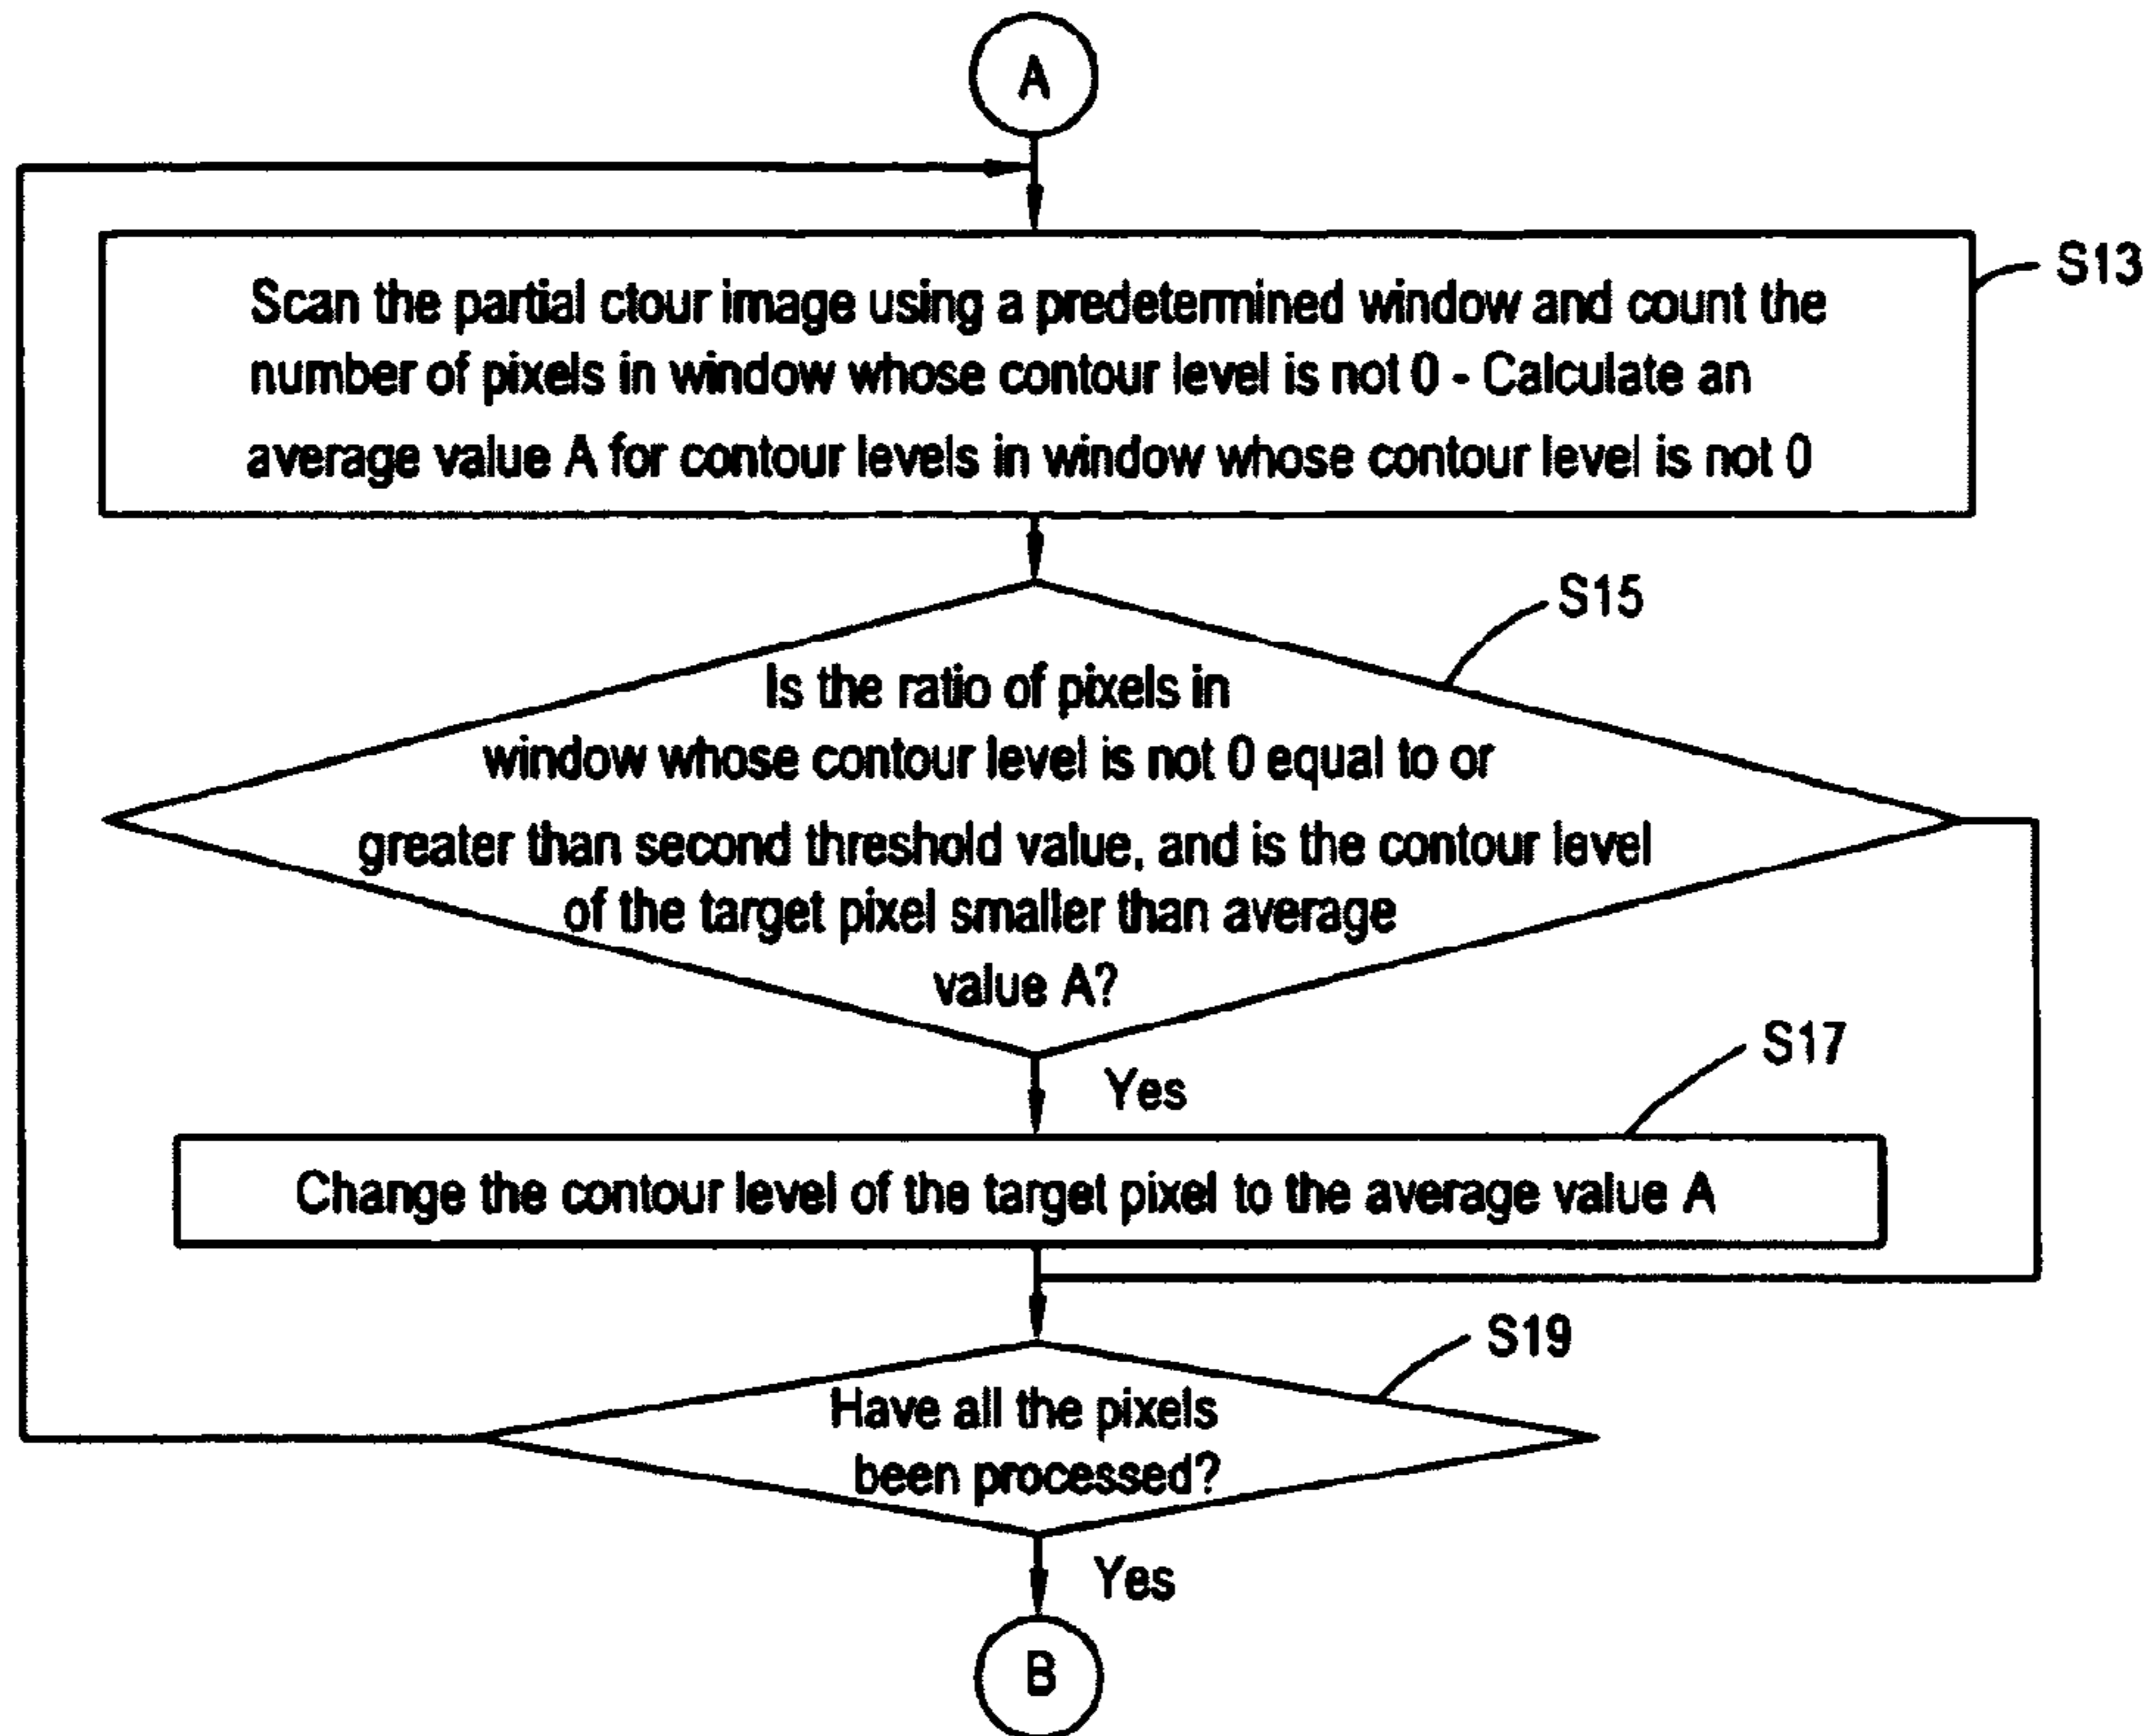 A
S13
Scan the partial ctour image using a predetermined window and count the
number of pixels in window whose contour level is not 0 - Calculate an
average value A for contour levels in window whose contour level is not 0
S15
Is the ratio of pixels in
window whose contour level is not 0 equal to or
greater than second threshold value, and is the contour level
of the target pixel smaller than average
value A?
S17
Yes
Change the contour level of the target pixel to the average value A
S19
Have all the pixels
been processed?
Yes
B